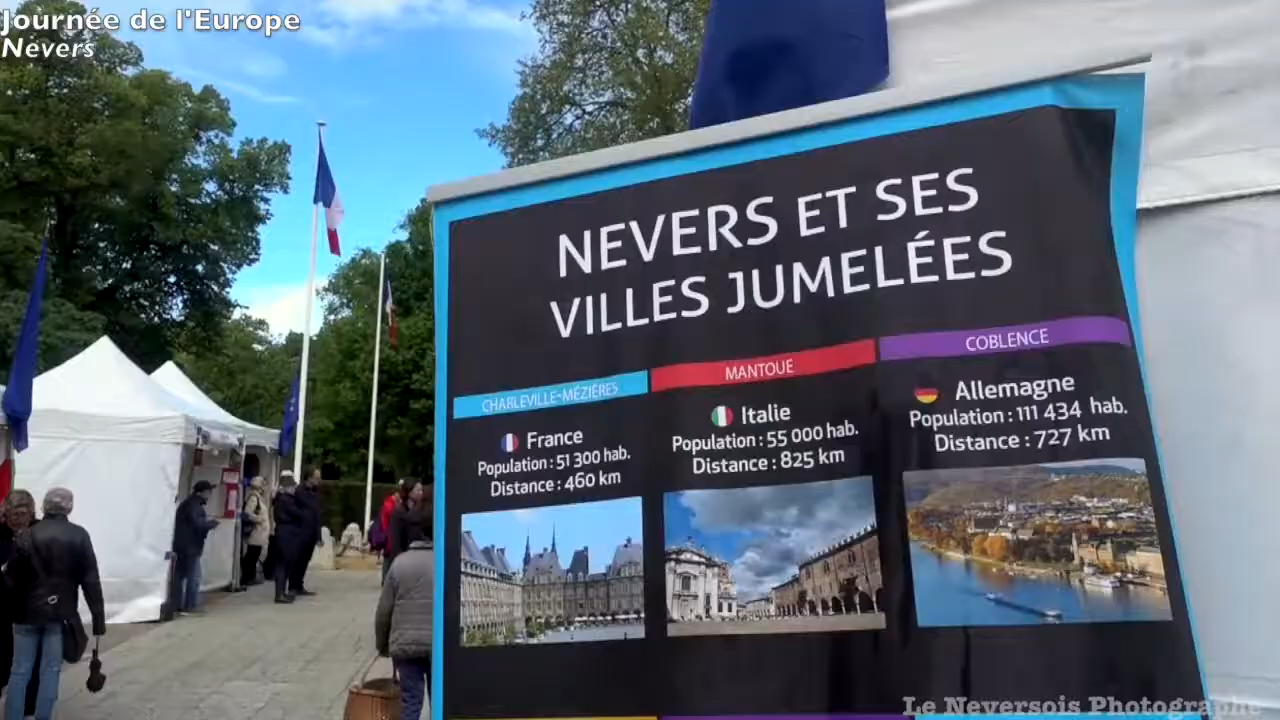 Journée de l'Europe
Nevers
NEVERS ET SES
VILLES JUMELÉES
CHARLEVILLE-MÉZIÈRES
France
Population : 51 300 hab.
Distance : 460 km
MANTOUE
Italie
Population : 55 000 hab.
Distance : 825 km
COBLENCE
Allemagne
Population : 111 434 hab.
Distance : 727 km
Le Neversois Photographe